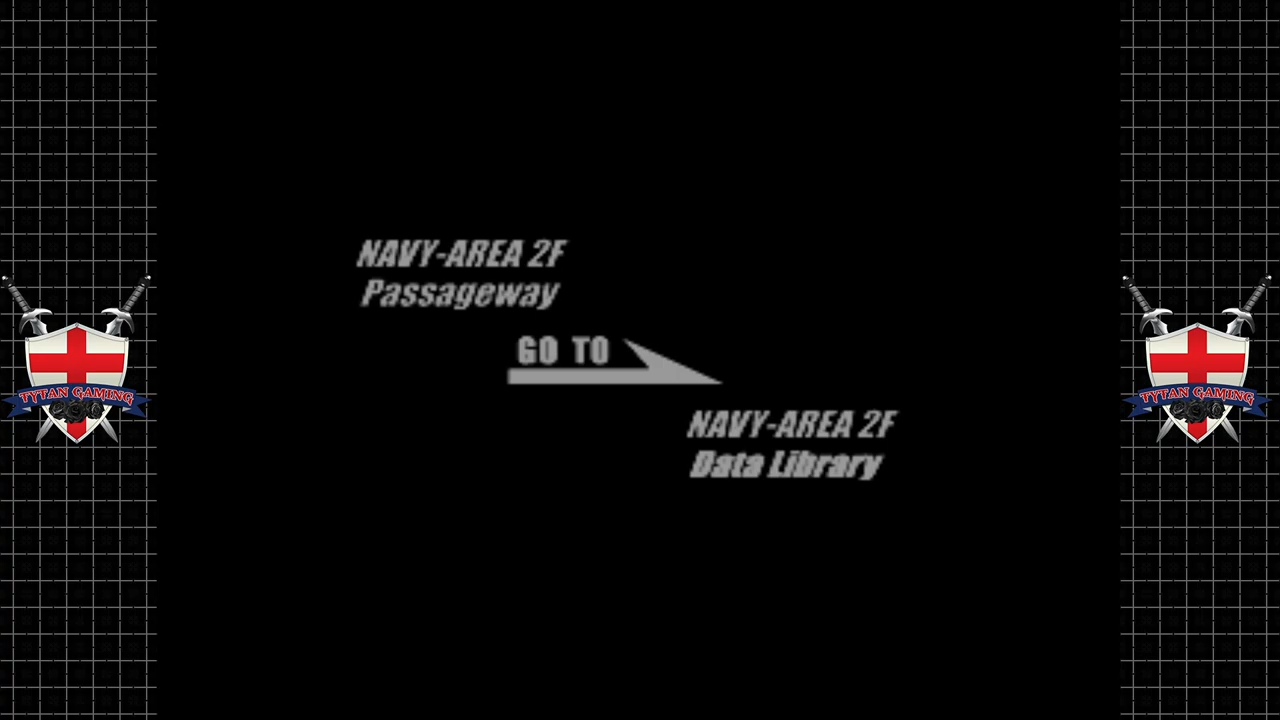 NAVY-AREA 2F
Passageway
GO TO
NAVY-AREA 2F
Data Library
TYTAN GAMING
TYTAN GAMING